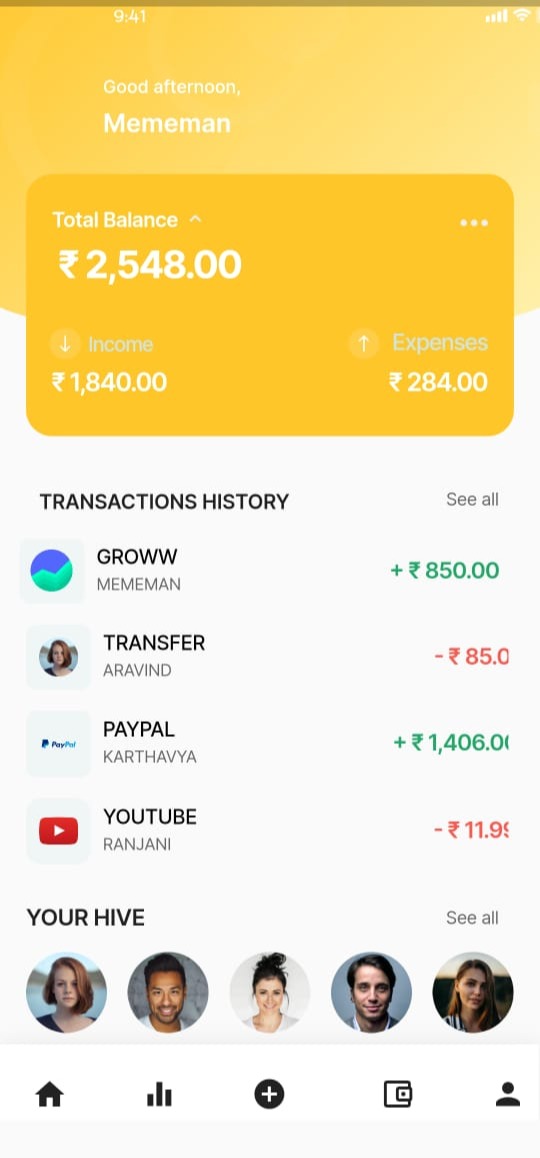 9:41
Good afternoon,
Mememan
Total Balance
₹ 2,548.00
Income
Expenses
₹ 1,840.00
₹ 284.00
TRANSACTIONS HISTORY
See all
GROWW
MEMEMAN
+ ₹ 850.00
TRANSFER
ARAVIND
- ₹ 85.0
PayPal
PAYPAL
KARTHAVYA
+ ₹ 1,406.0
YOUTUBE
RANJANI
- ₹ 11.99
YOUR HIVE
See all